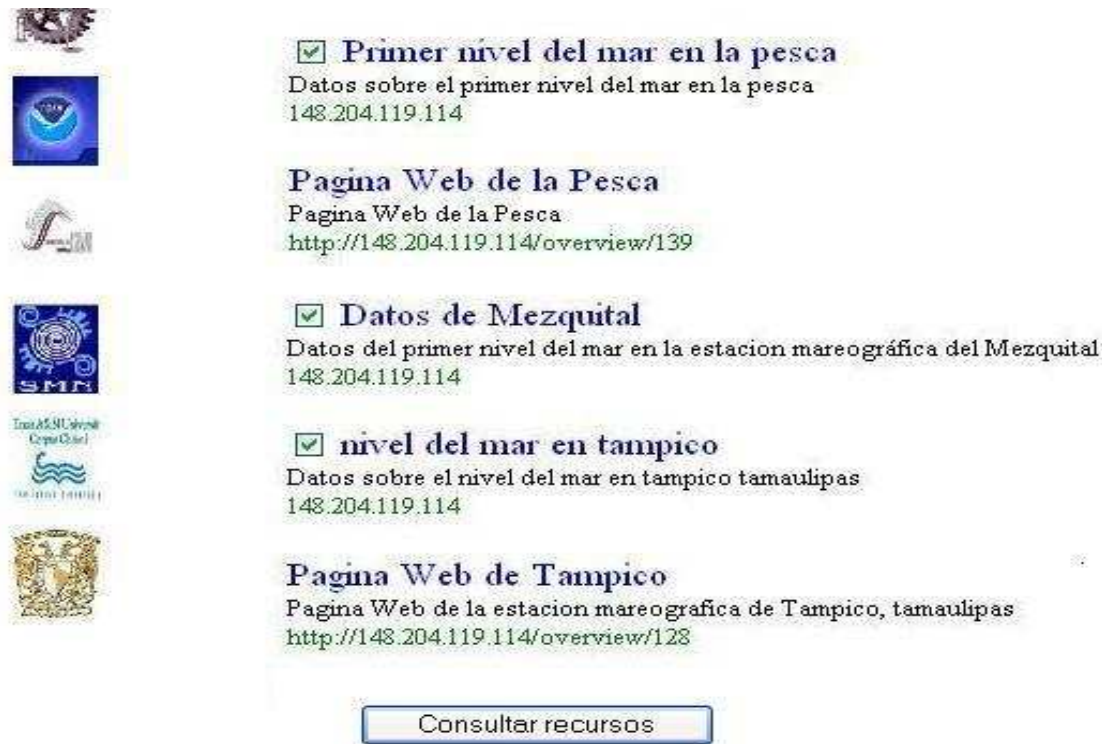 Primer nivel del mar en la pesca
Datos sobre el primer nivel del mar en la pesca
148.204.119.114
Pagina Web de la Pesca
Pagina Web de la Pesca
http://148.204.119.114/overview/139
Datos de Mezquital
Datos del primer nivel del mar en la estacion mareográfica del Mezquital
148.204.119.114
SMN
nivel del mar en tampico
Datos sobre el nivel del mar en tampico tamaulipas
148.204.119.114
Pagina Web de Tampico
Pagina Web de la estacion mareografica de Tampico, tamaulipas
http://148.204.119.114/overview/128
Consultar recursos